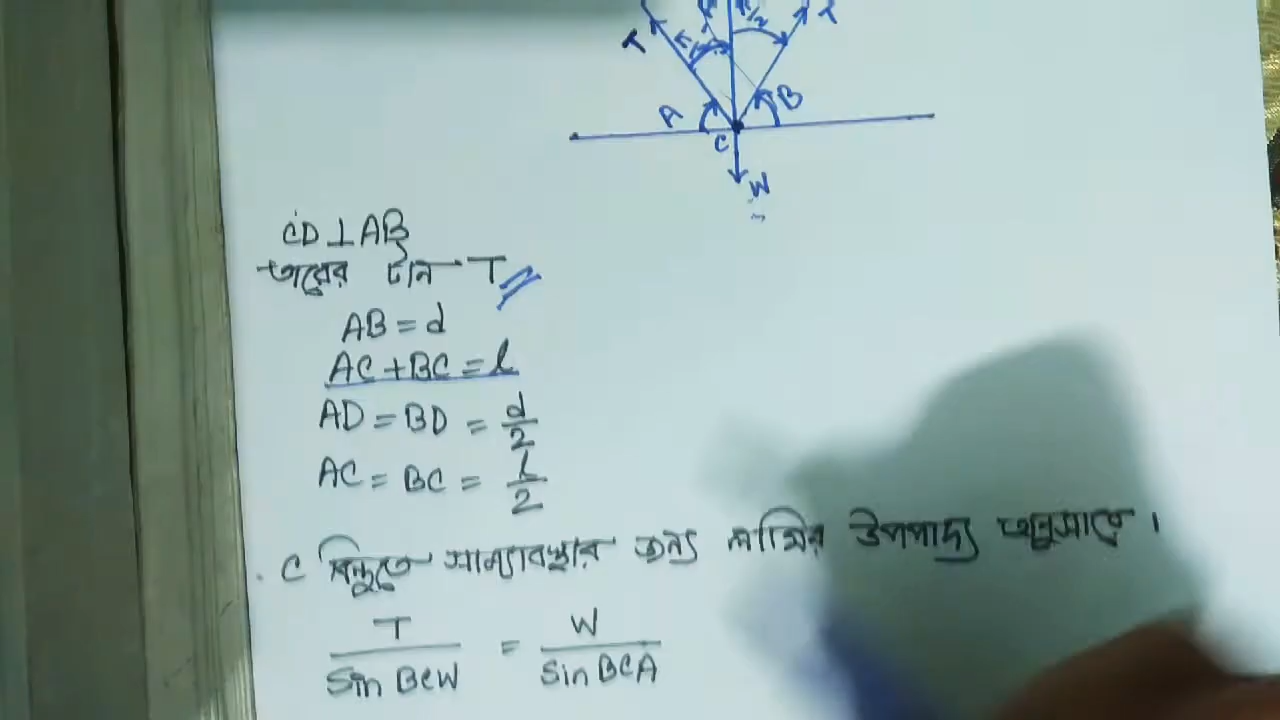 T T
A B
C
W
CD⊥AB
তারের টান T
AB = d
AC + BC = l
AD = BD = d/2
AC = BC = l/2
C বিন্দুতে সাম্যাবস্থার জন্য লামির উপপাদ্য অনুসারে।
T/Sin BCW = W/Sin BCA